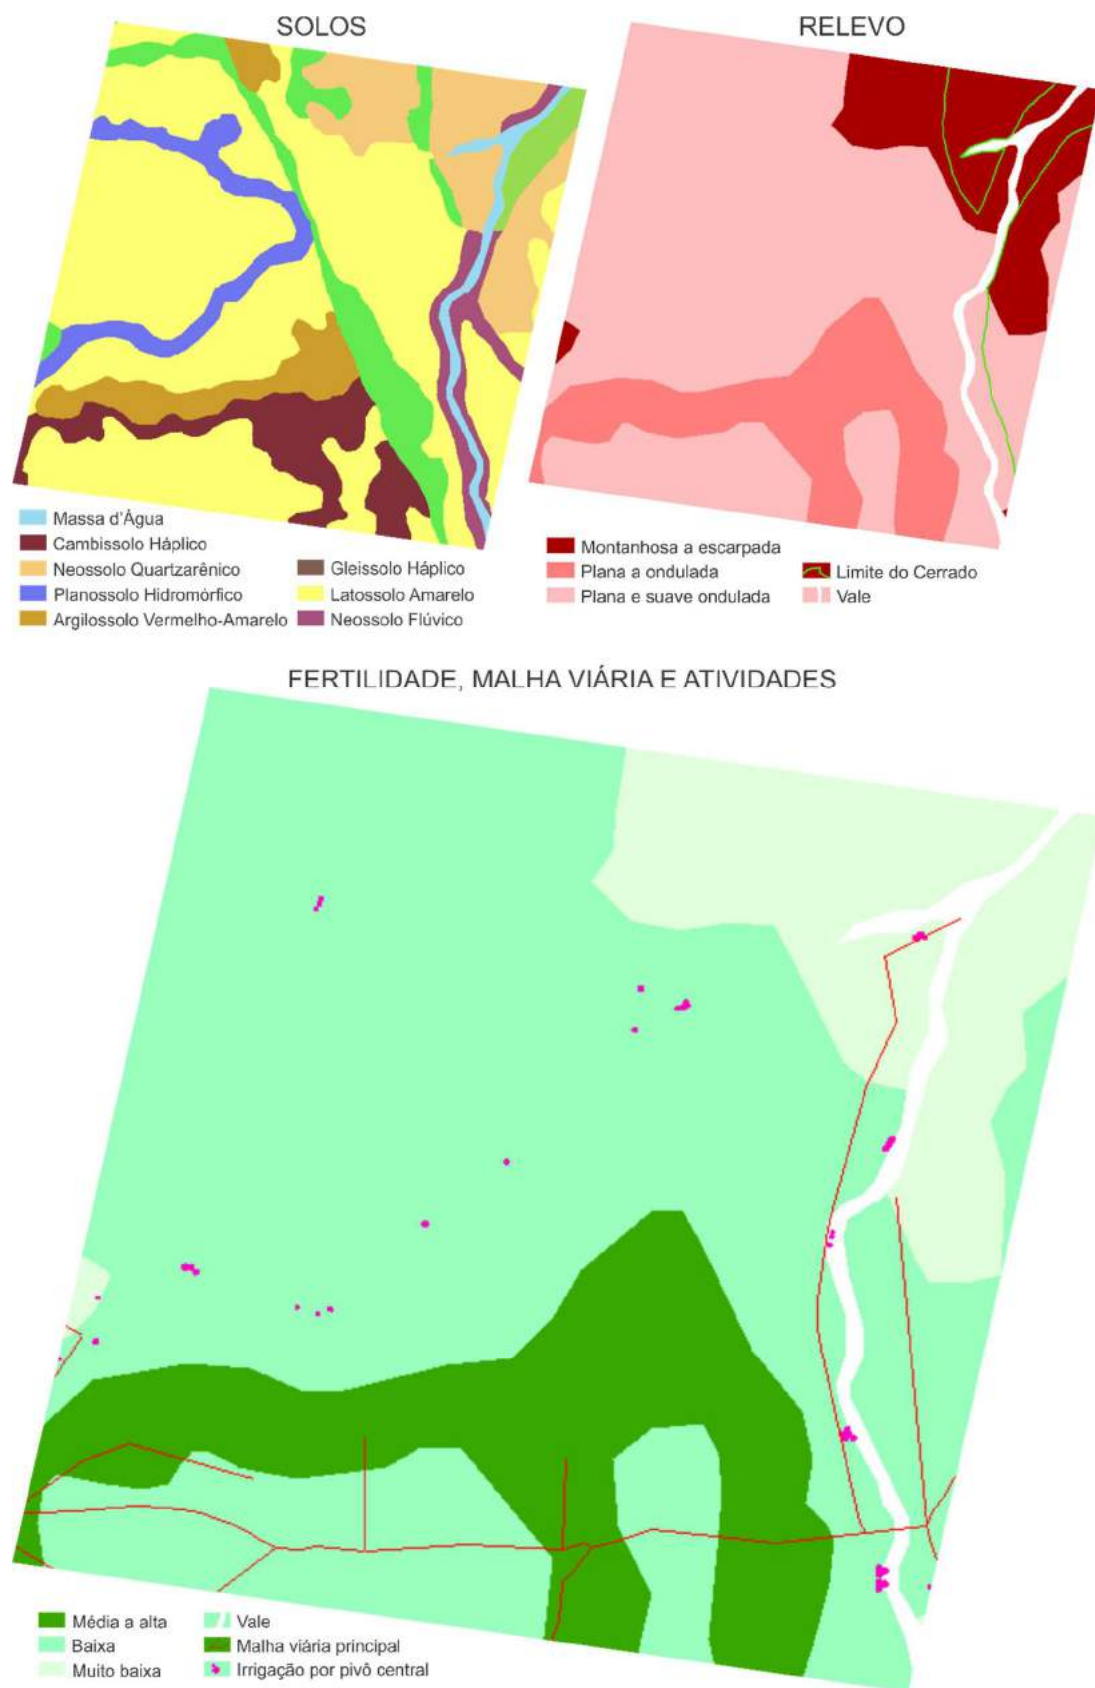 SOLOS
RELEVO
Massa d'Água
Cambissolo Háplico
Neossolo Quartzarênico
Planossolo Hidromórfico
Argilossolo Vermelho-Amarelo
Gleissolo Háplico
Latossolo Amarelo
Neossolo Flúvico
Montanhosa a escarpada
Plana a ondulada
Plana e suave ondulada
Limite do Cerrado
Vale
FERTILIDADE, MALHA VIÁRIA E ATIVIDADES
Média a alta
Baixa
Muito baixa
Vale
Malha viária principal
Irrigação por pivô central